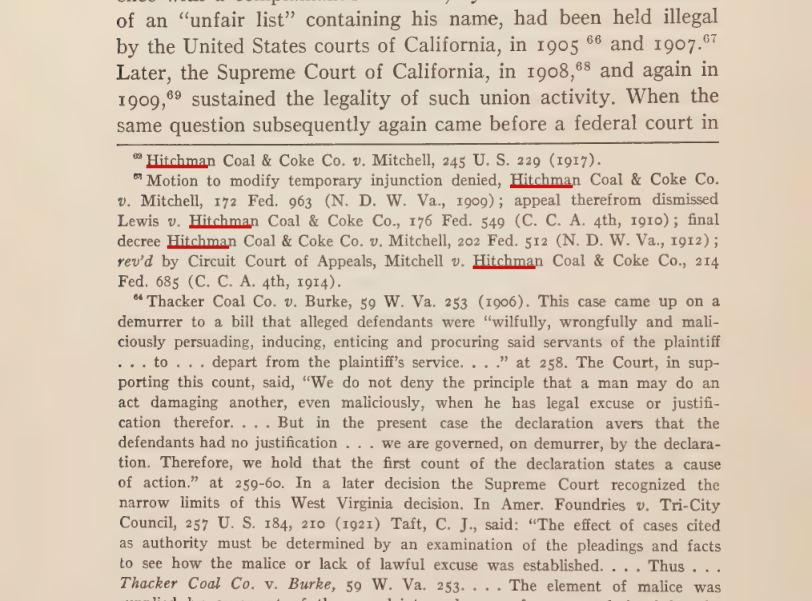 of an “unfair list” containing his name, had been held illegal
by the United States courts of California, in 1905 ⁶⁶ and 1907.⁶⁷
Later, the Supreme Court of California, in 1908,⁶⁸ and again in
1909,⁶⁹ sustained the legality of such union activity. When the
same question subsequently again came before a federal court in
Hitchman Coal & Coke Co. v. Mitchell, 245 U. S. 229 (1917).
Motion to modify temporary injunction denied, Hitchman Coal & Coke Co.
v. Mitchell, 172 Fed. 963 (N. D. W. Va., 1909); appeal therefrom dismissed
Lewis v. Hitchman Coal & Coke Co., 176 Fed. 549 (C. C. A. 4th, 1910); final
decree Hitchman Coal & Coke Co. v. Mitchell, 202 Fed. 512 (N. D. W. Va., 1912);
rev’d by Circuit Court of Appeals, Mitchell v. Hitchman Coal & Coke Co., 214
Fed. 685 (C. C. A. 4th, 1914).
⁶⁴ Thacker Coal Co. v. Burke, 59 W. Va. 253 (1906). This case came up on a
demurrer to a bill that alleged defendants were “wilfully, wrongfully and mali-
ciously persuading, inducing, enticing and procuring said servants of the plaintiff
. . . to . . . depart from the plaintiff’s service. . . .” at 258. The Court, in sup-
porting this count, said, “We do not deny the principle that a man may do an
act damaging another, even maliciously, when he has legal excuse or justifi-
cation therefor. . . . But in the present case the declaration avers that the
defendants had no justification . . . we are governed, on demurrer, by the declara-
tion. Therefore, we hold that the first count of the declaration states a cause
of action.” at 259-60. In a later decision the Supreme Court recognized the
narrow limits of this West Virginia decision. In Amer. Foundries v. Tri-City
Council, 257 U. S. 184, 210 (1921) Taft, C. J., said: “The effect of cases cited
as authority must be determined by an examination of the pleadings and facts
to see how the malice or lack of lawful excuse was established. . . . Thus . . .
Thacker Coal Co. v. Burke, 59 W. Va. 253. . . . The element of malice was